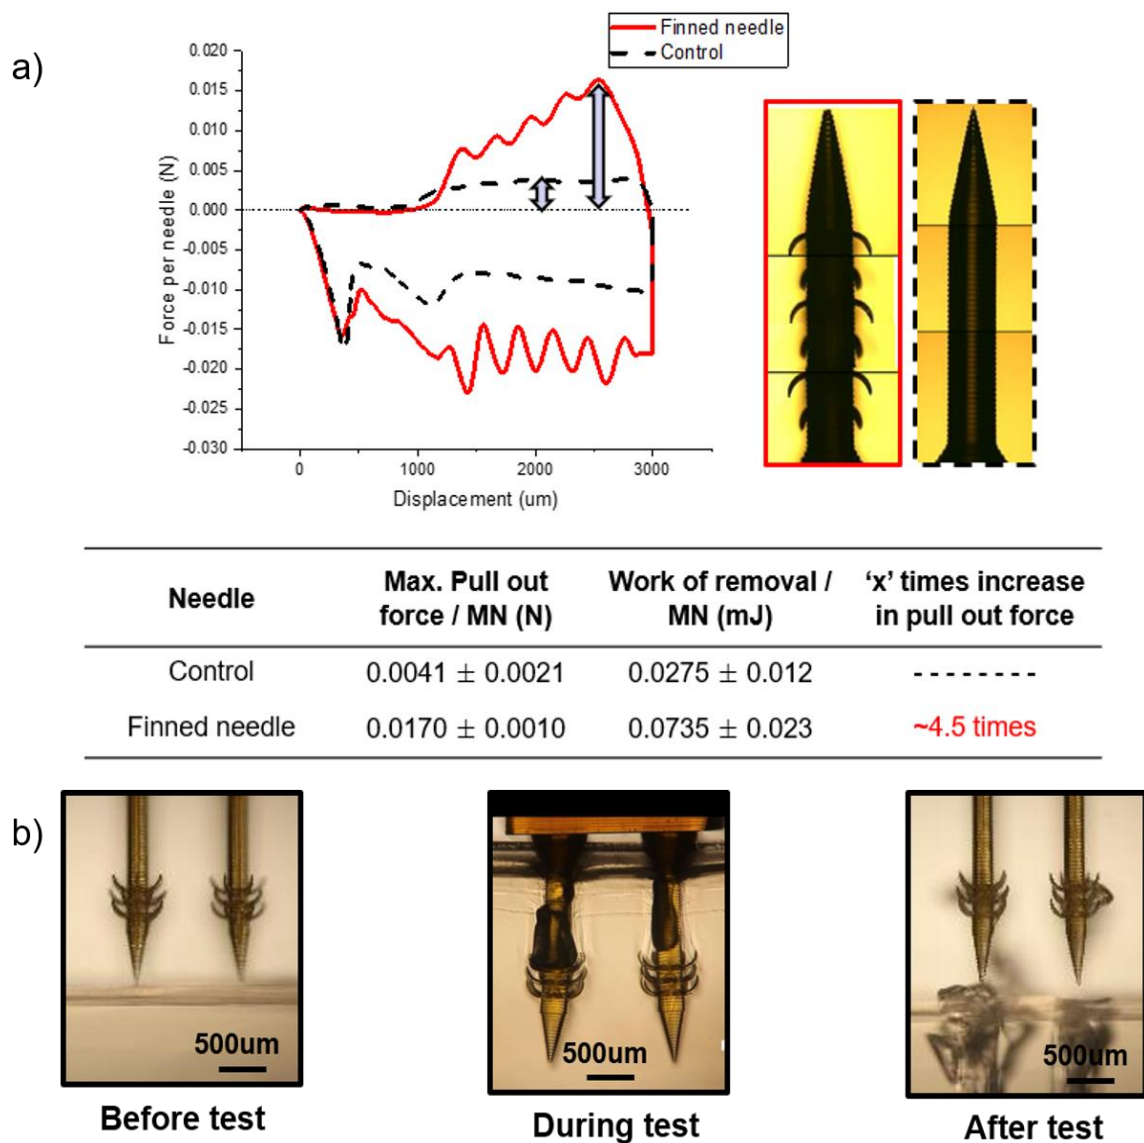 a)
Finned needle
Control
0.020
0.015
0.010
0.005
0.000
-0.005
-0.010
-0.015
-0.020
-0.025
-0.030
Force per needle (N)
0 1000 2000 3000
Displacement (um)
Needle Max. Pull out force / MN (N) Work of removal / MN (mJ) 'x' times increase in pull out force
Control 0.0041 ± 0.0021 0.0275 ± 0.012 --------
Finned needle 0.0170 ± 0.0010 0.0735 ± 0.023 ~4.5 times
b)
500um 500um 500um
Before test During test After test